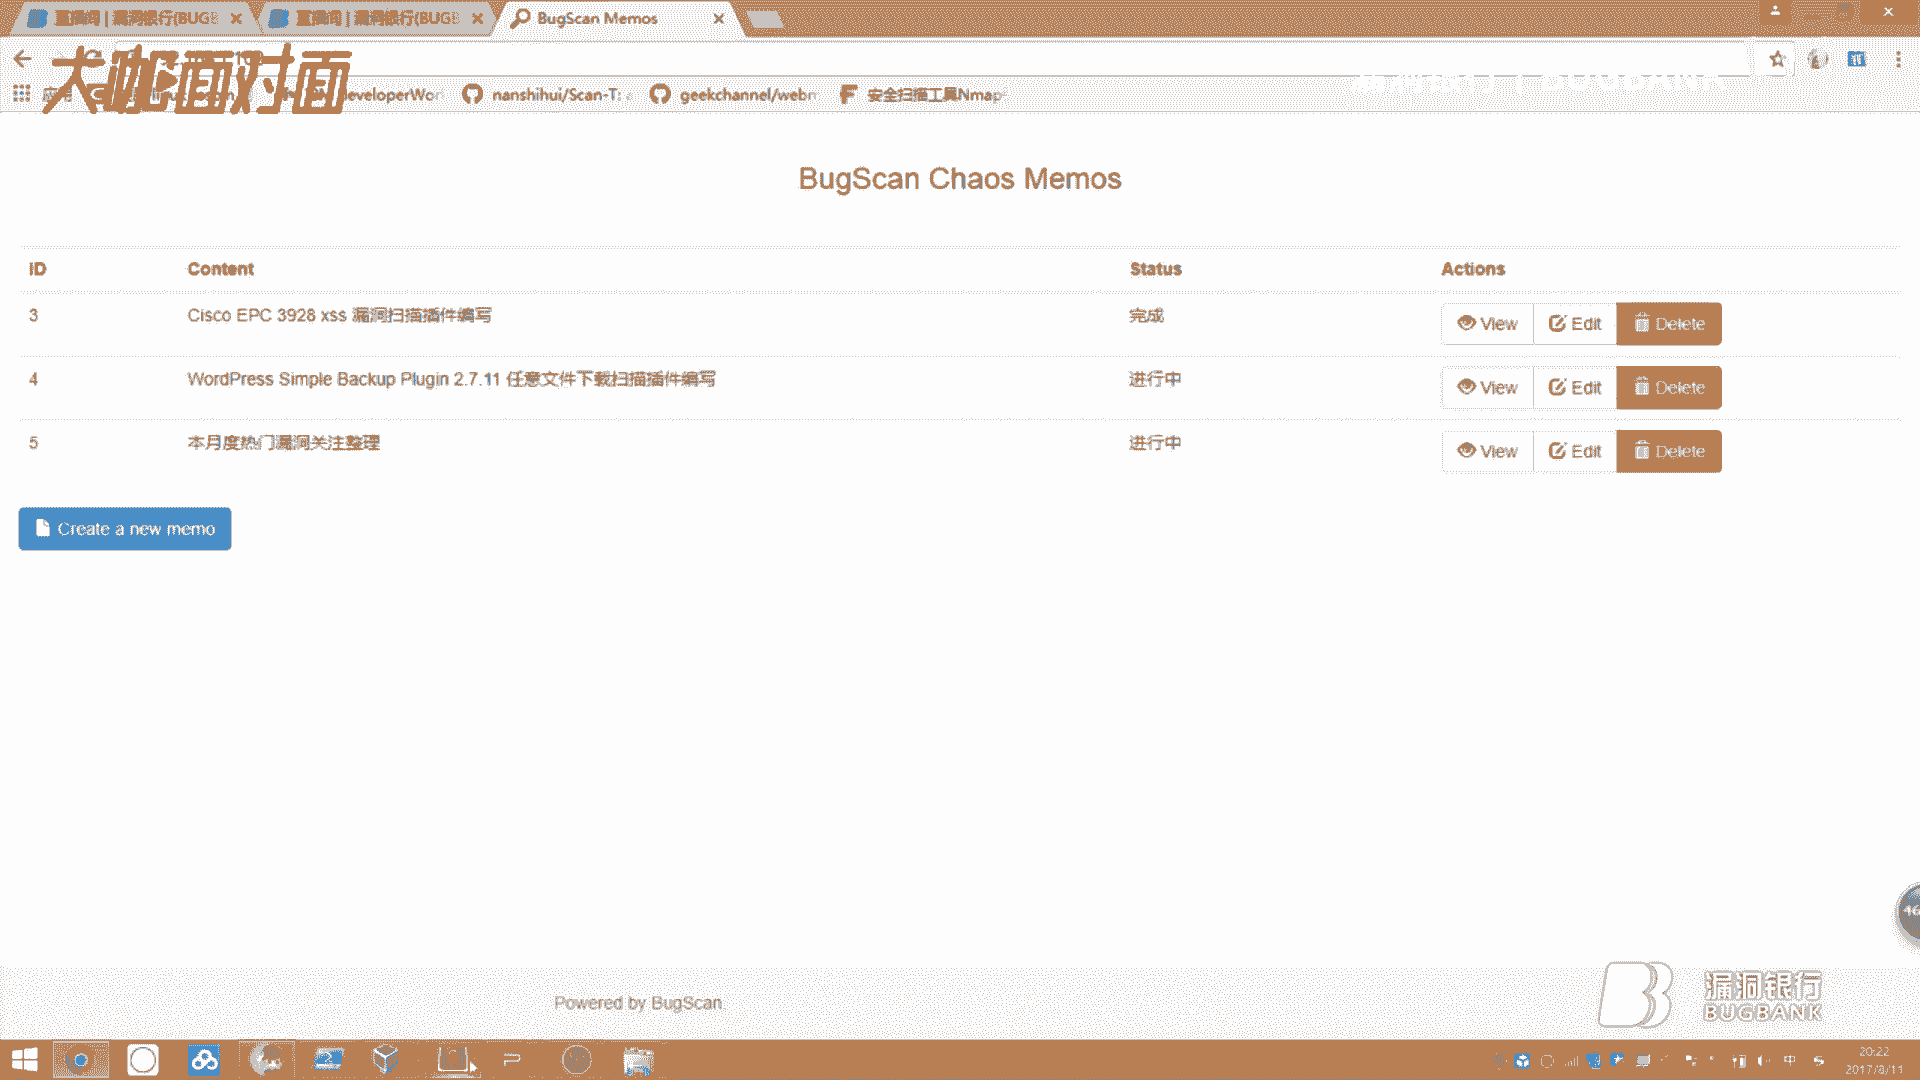 直播间 | 漏洞银行(BUGB
直播间 | 漏洞银行(BUGB
BugScan Memos
大咖面对面
developerWor
nanshihui/Scan-T:
geekchannel/webm
安全扫描工具Nmap
BugScan Chaos Memos
ID Content Status Actions
3 Cisco EPC 3928 xss 漏洞扫描插件编写 完成 View Edit Delete
4 WordPress Simple Backup Plugin 2.7.11 任意文件下载扫描插件编写 进行中 View Edit Delete
5 本月度热门漏洞关注整理 进行中 View Edit Delete
Create a new memo
46
Powered by BugScan
漏洞银行
BUGBANK
中
20:22
2017/8/11